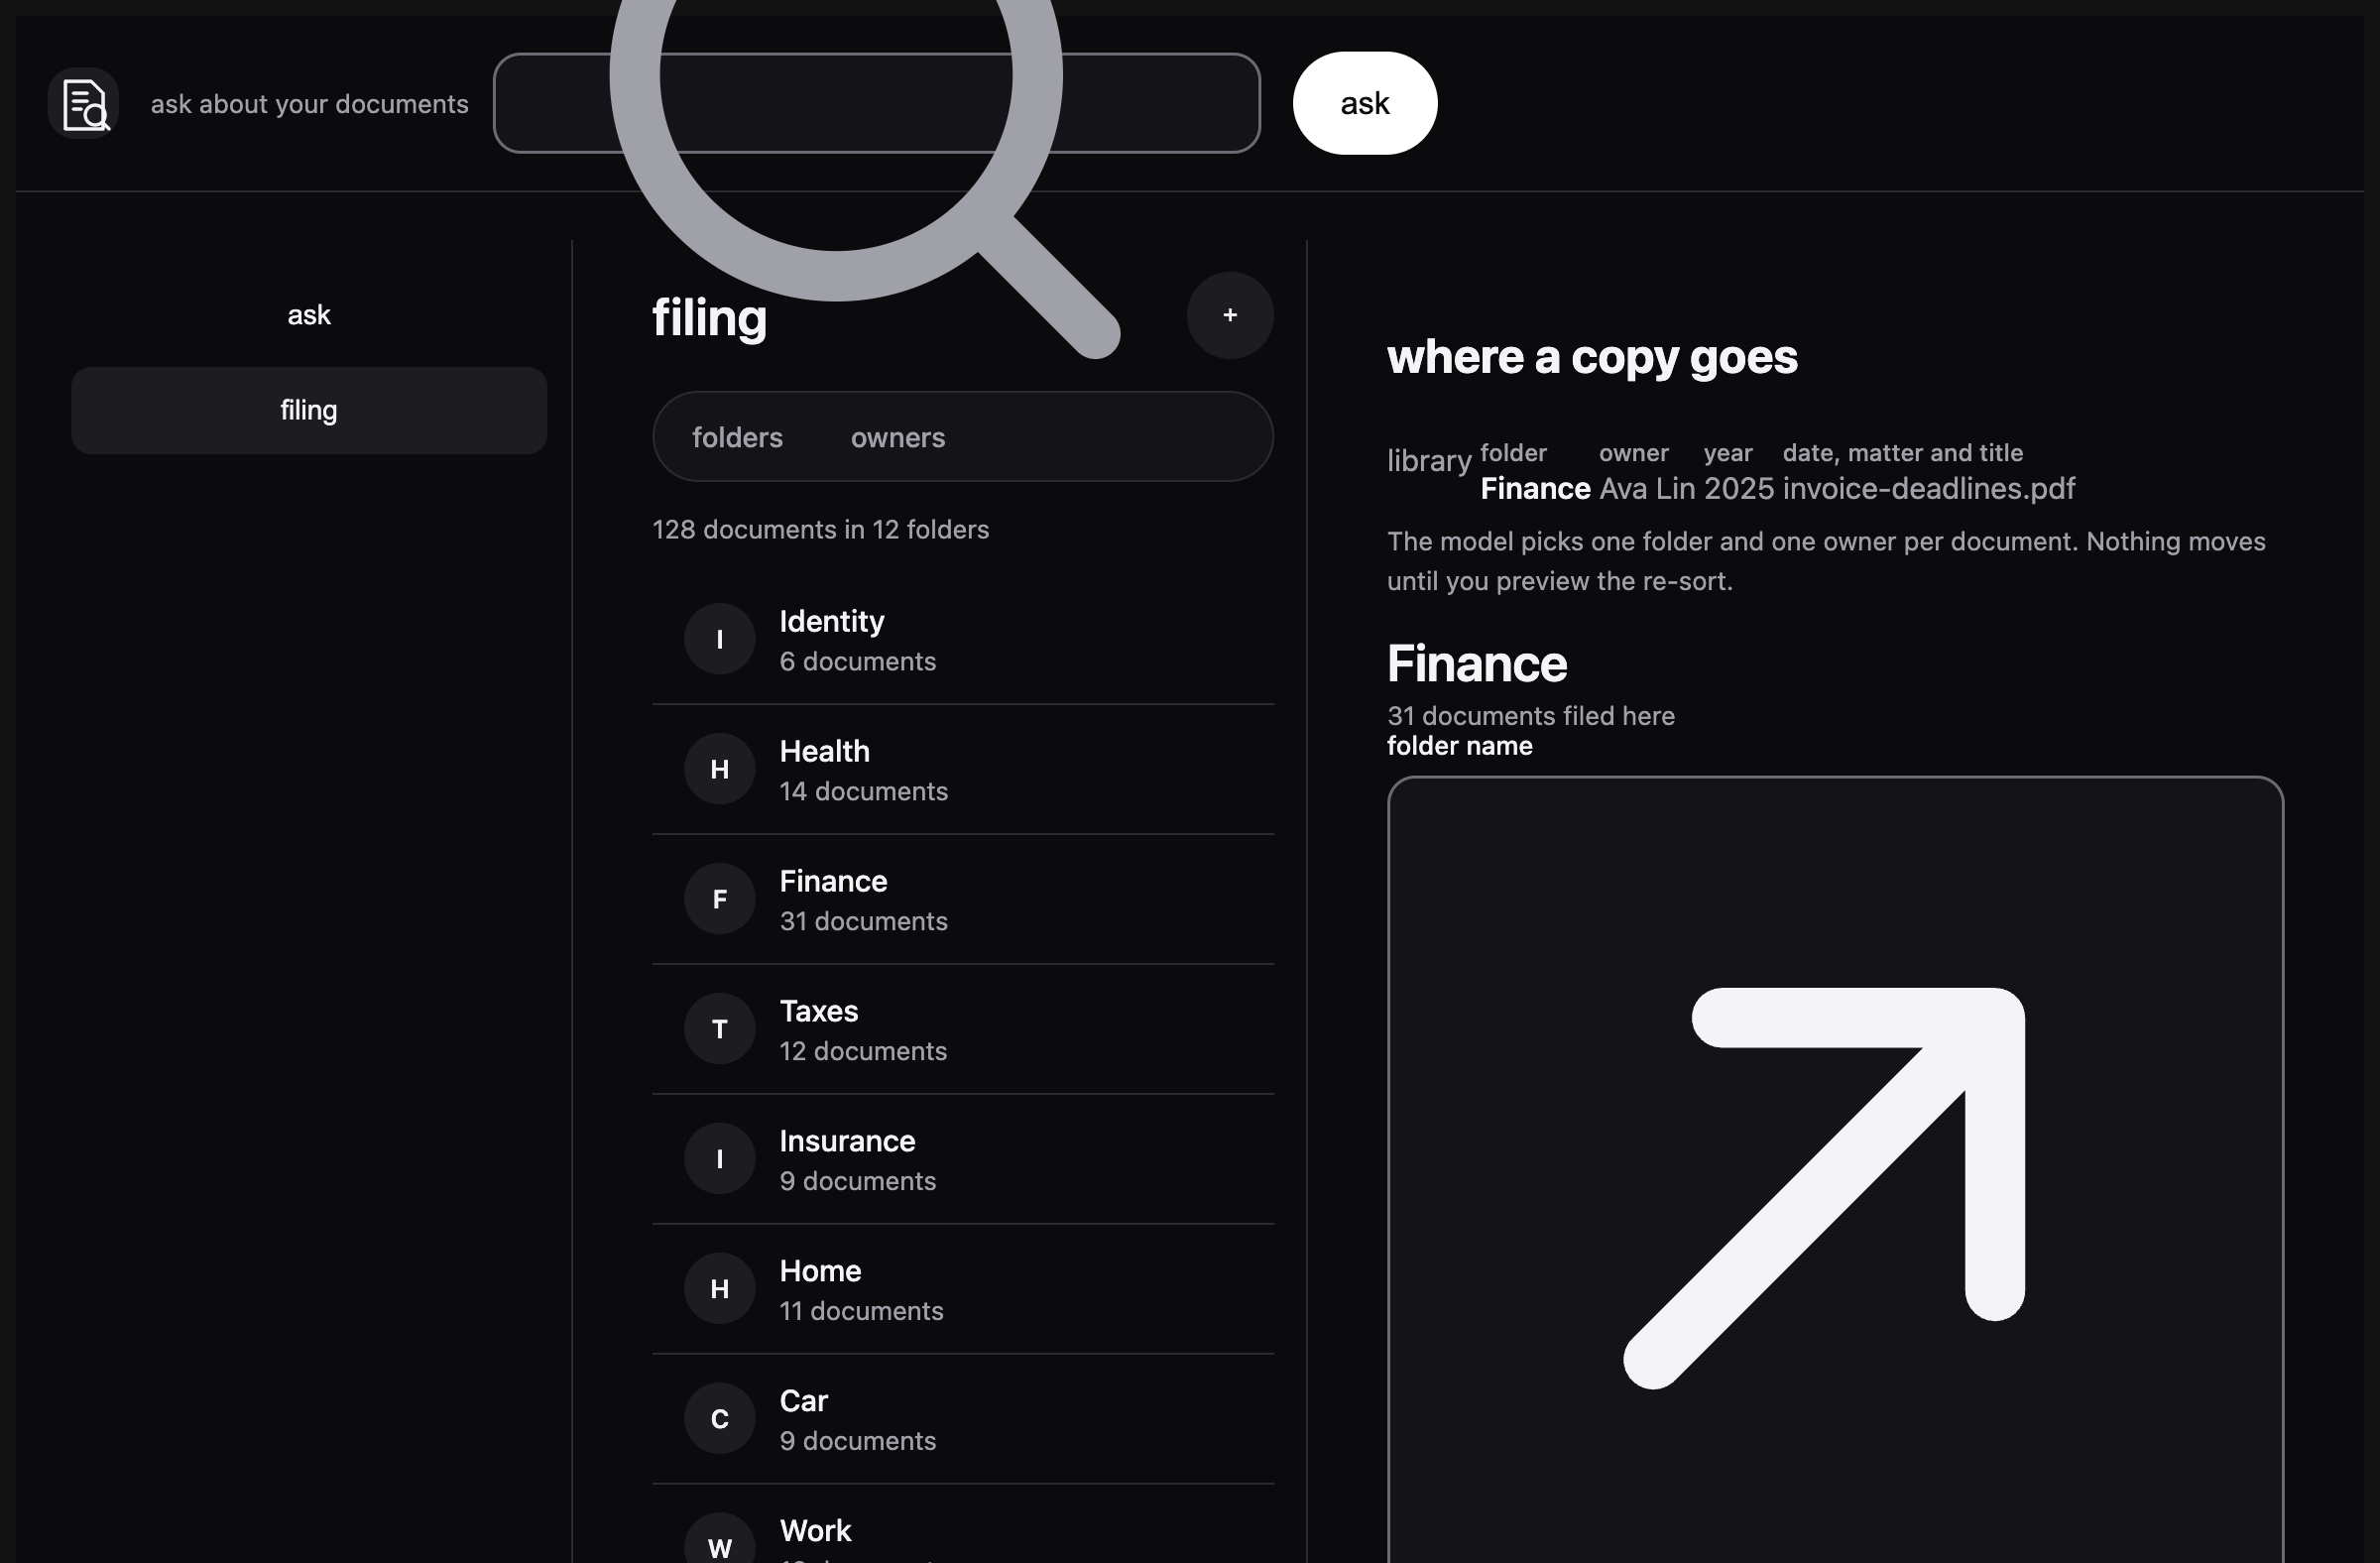 ask about your documents
ask
ask
filing
filing
+
folders owners
128 documents in 12 folders
I
Identity
6 documents
H
Health
14 documents
F
Finance
31 documents
T
Taxes
12 documents
I
Insurance
9 documents
H
Home
11 documents
C
Car
9 documents
W
Work
where a copy goes
library folder owner year date, matter and title
Finance Ava Lin 2025 invoice-deadlines.pdf
The model picks one folder and one owner per document. Nothing moves
until you preview the re-sort.
Finance
31 documents filed here
folder name